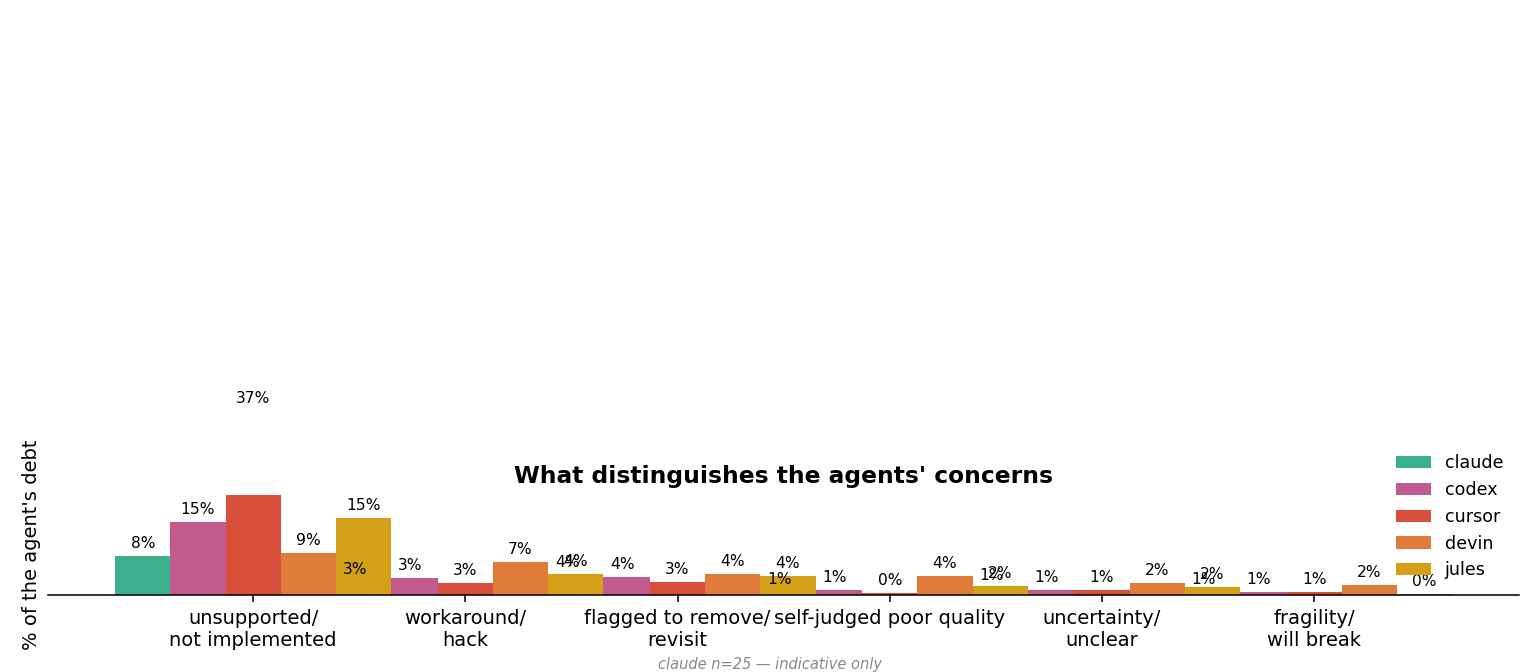 37%
What distinguishes the agents' concerns
% of the agent's debt
claude
codex
cursor
devin
jules
8%
15%
9%
15%
3%
3%
3%
7%
4%
4%
4%
3%
4%
4%
1%
1%
0%
4%
2%
1%
1%
1%
2%
2%
1%
1%
1%
2%
0%
unsupported/
not implemented
workaround/
hack
flagged to remove/
revisit
self-judged poor quality
uncertainty/
unclear
fragility/
will break
claude n=25 — indicative only